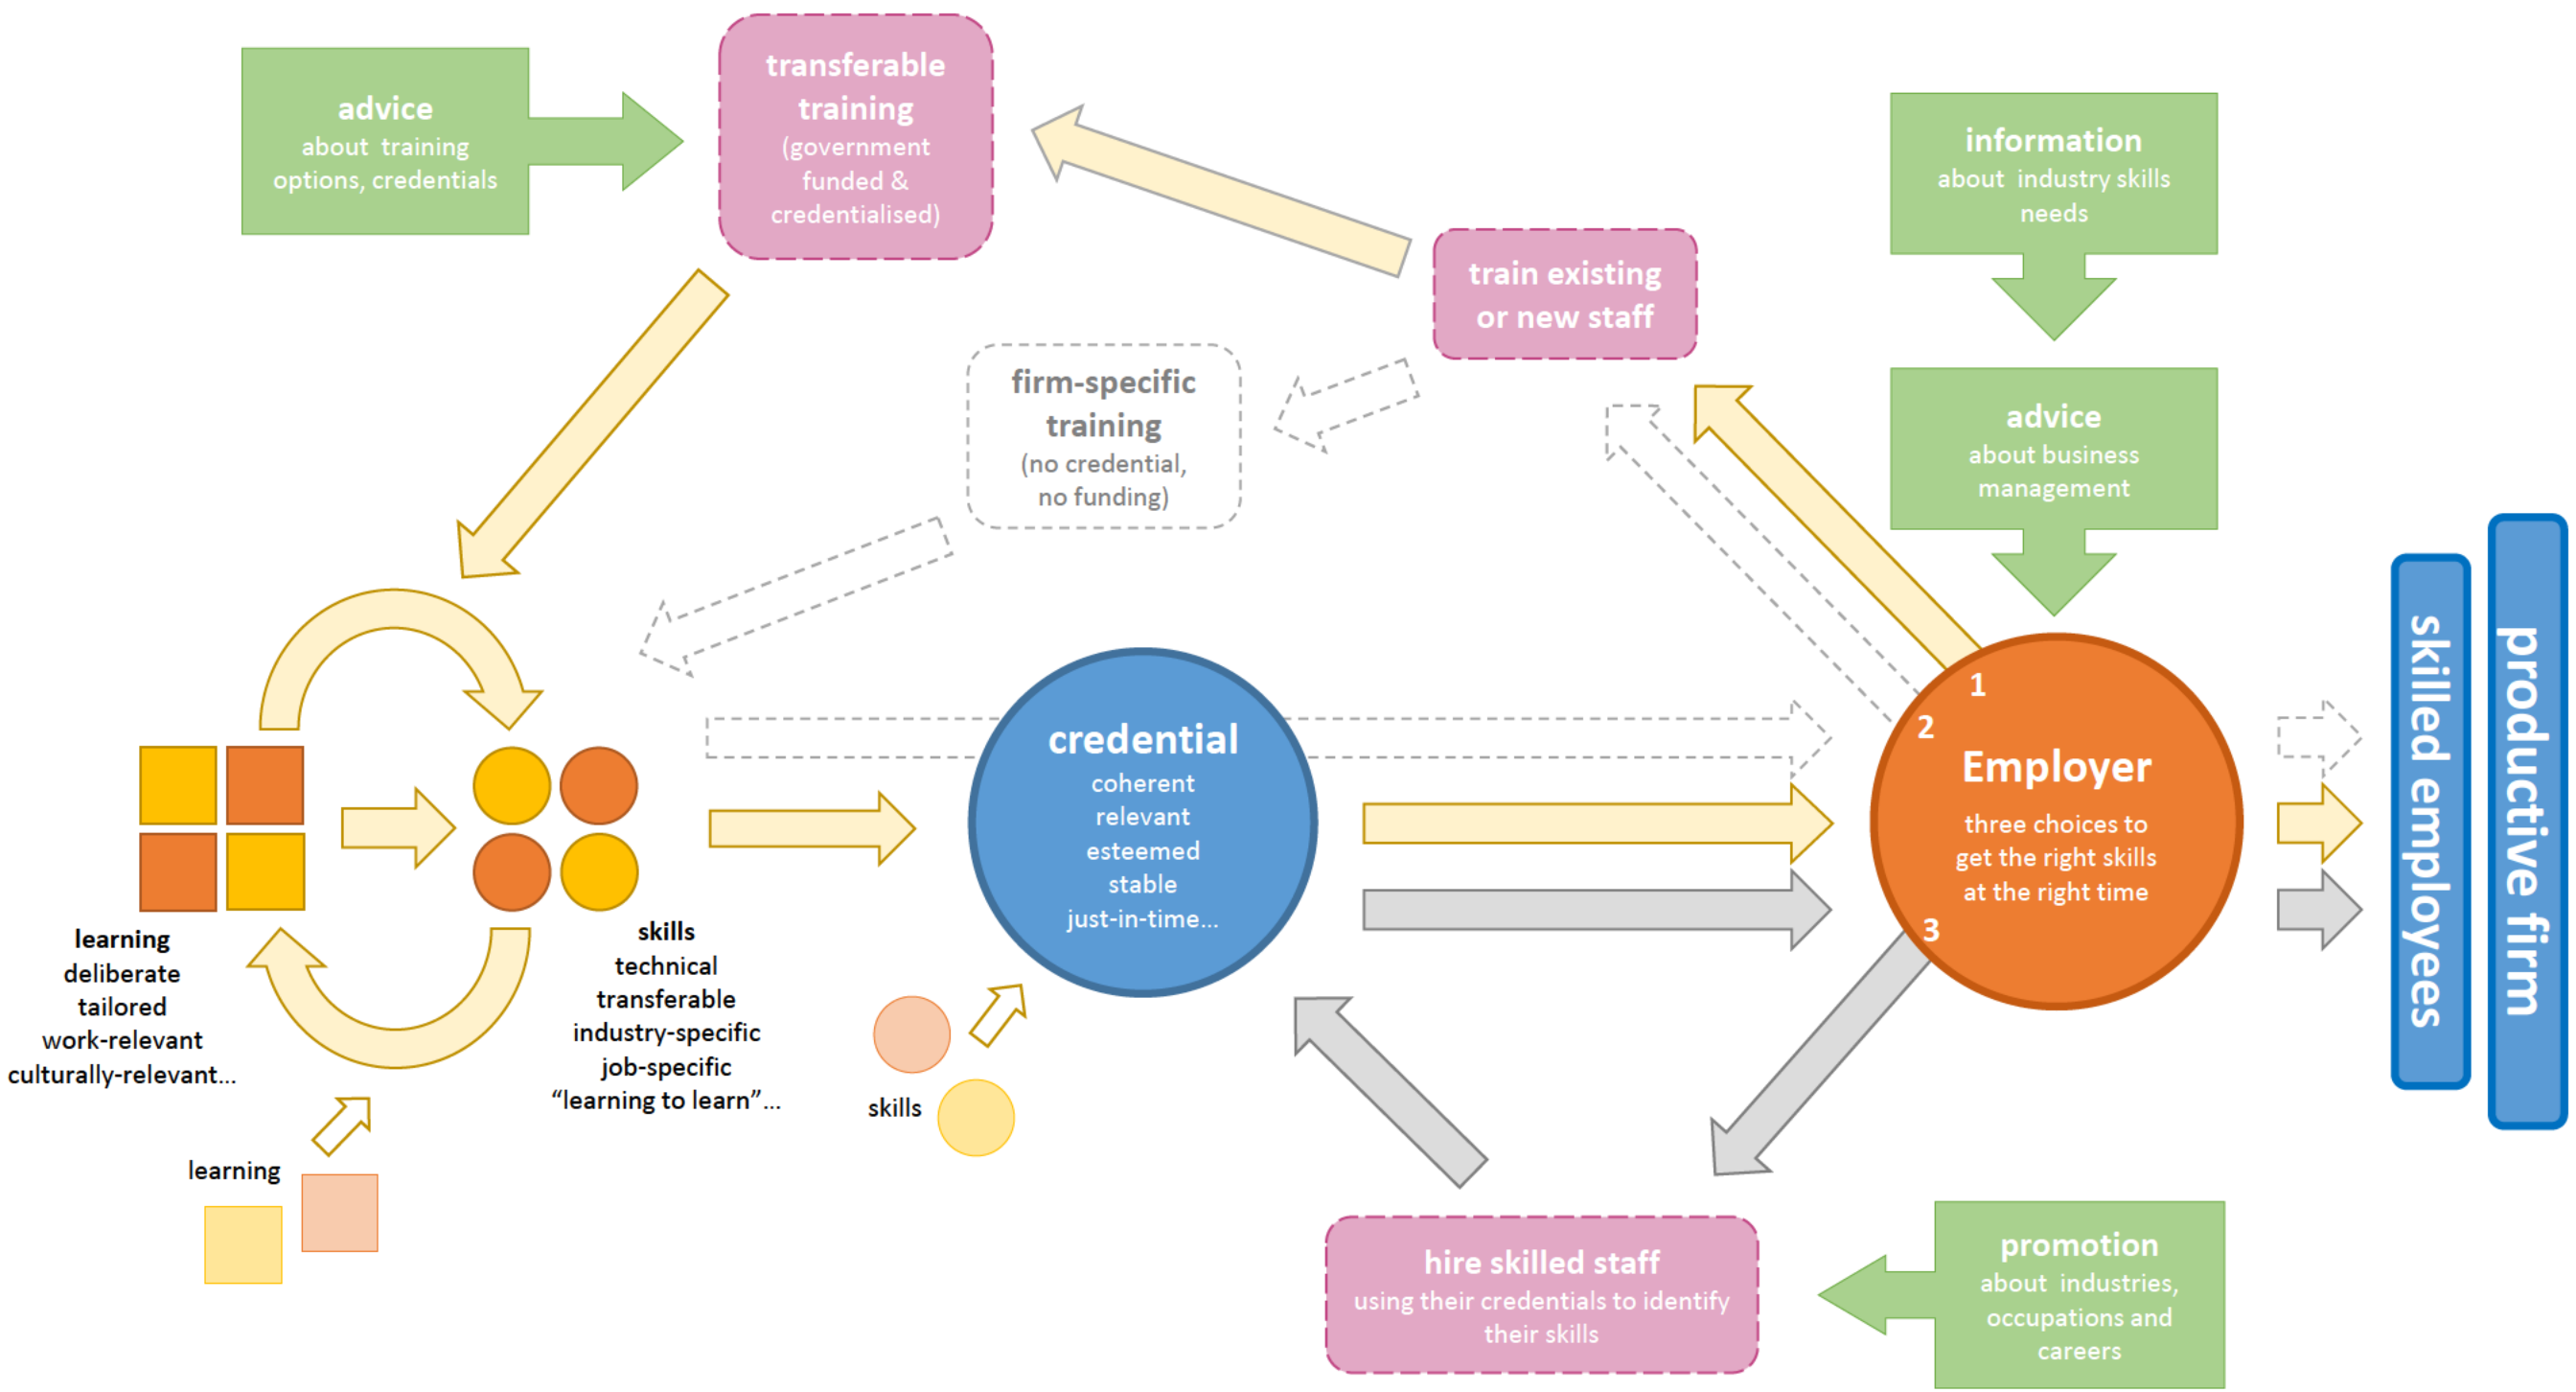 advice
about training
options, credentials
transferable
training
(government
funded &
credentialised)
information
about industry skills
needs
train existing
or new staff
firm-specific
training
(no credential,
no funding)
advice
about business
management
1
2
Employer
three choices to
get the right skills
at the right time
3
credential
coherent
relevant
esteemed
stable
just-in-time...
skilled employees
productive firm
learning
deliberate
tailored
work-relevant
culturally-relevant...
skills
technical
transferable
industry-specific
job-specific
“learning to learn”...
skills
learning
hire skilled staff
using their credentials to identify
their skills
promotion
about industries,
occupations and
careers